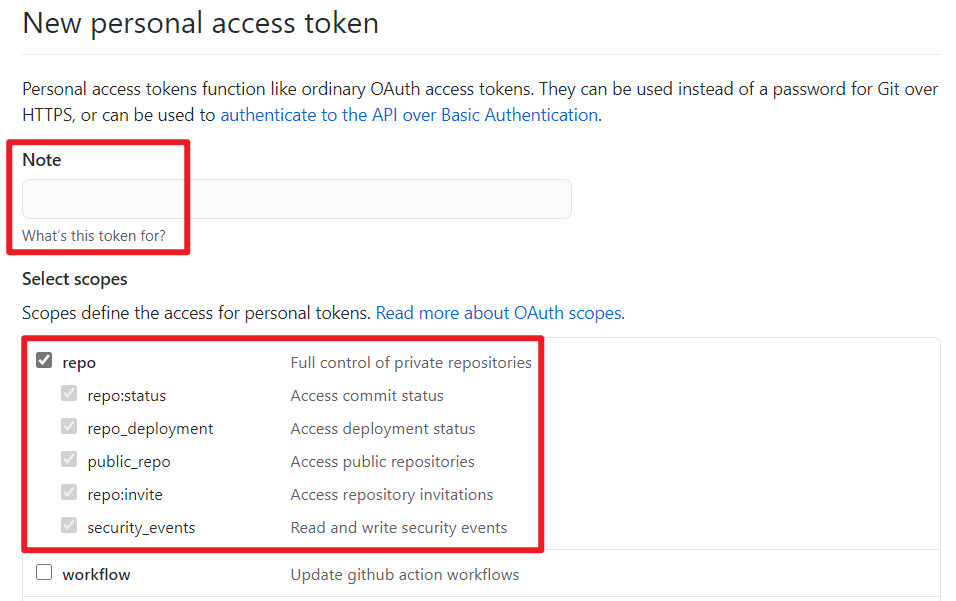 New personal access token
Personal access tokens function like ordinary OAuth access tokens. They can be used instead of a password for Git over
HTTPS, or can be used to authenticate to the API over Basic Authentication.
Note
What's this token for?
Select scopes
Scopes define the access for personal tokens. Read more about OAuth scopes.
repo Full control of private repositories
repo:status Access commit status
repo_deployment Access deployment status
public_repo Access public repositories
repo:invite Access repository invitations
security_events Read and write security events
workflow Update github action workflows